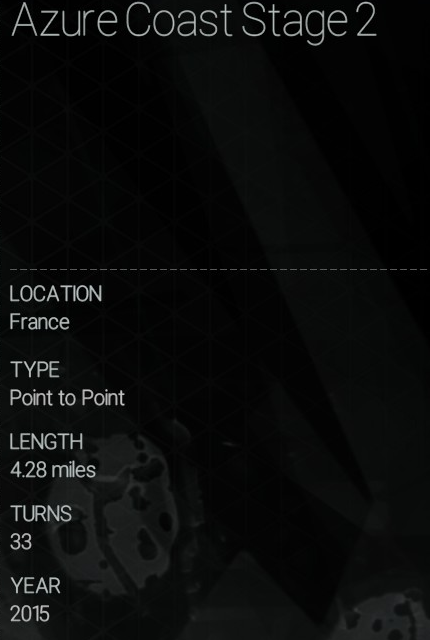 Azure Coast Stage 2
LOCATION
France
TYPE
Point to Point
LENGTH
4.28 miles
TURNS
33
YEAR
2015